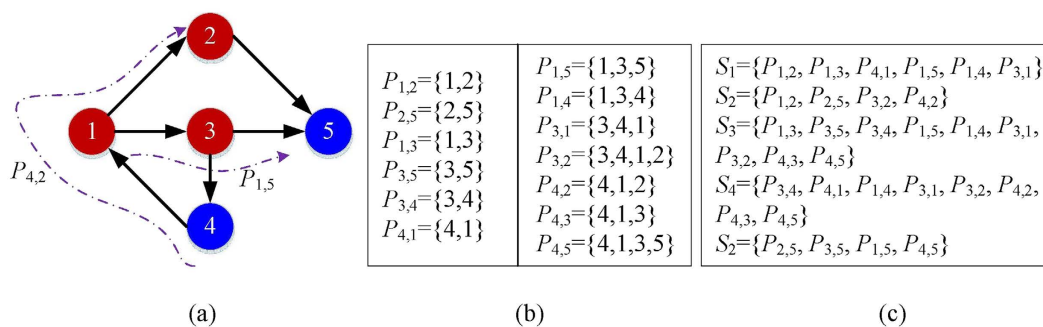 2
1
3
5
4
P4,2
P1,5
(a)
P1,2={1,2}
P2,5={2,5}
P1,3={1,3}
P3,5={3,5}
P3,4={3,4}
P4,1={4,1}
P1,5={1,3,5}
P1,4={1,3,4}
P3,1={3,4,1}
P3,2={3,4,1,2}
P4,2={4,1,2}
P4,3={4,1,3}
P4,5={4,1,3,5}
(b)
S1={P1,2, P1,3, P4,1, P1,5, P1,4, P3,1}
S2={P1,2, P2,5, P3,2, P4,2}
S3={P1,3, P3,5, P3,4, P1,5, P1,4, P3,1,
P3,2, P4,3, P4,5}
S4={P3,4, P4,1, P1,4, P3,1, P3,2, P4,2,
P4,3, P4,5}
S2={P2,5, P3,5, P1,5, P4,5}
(c)